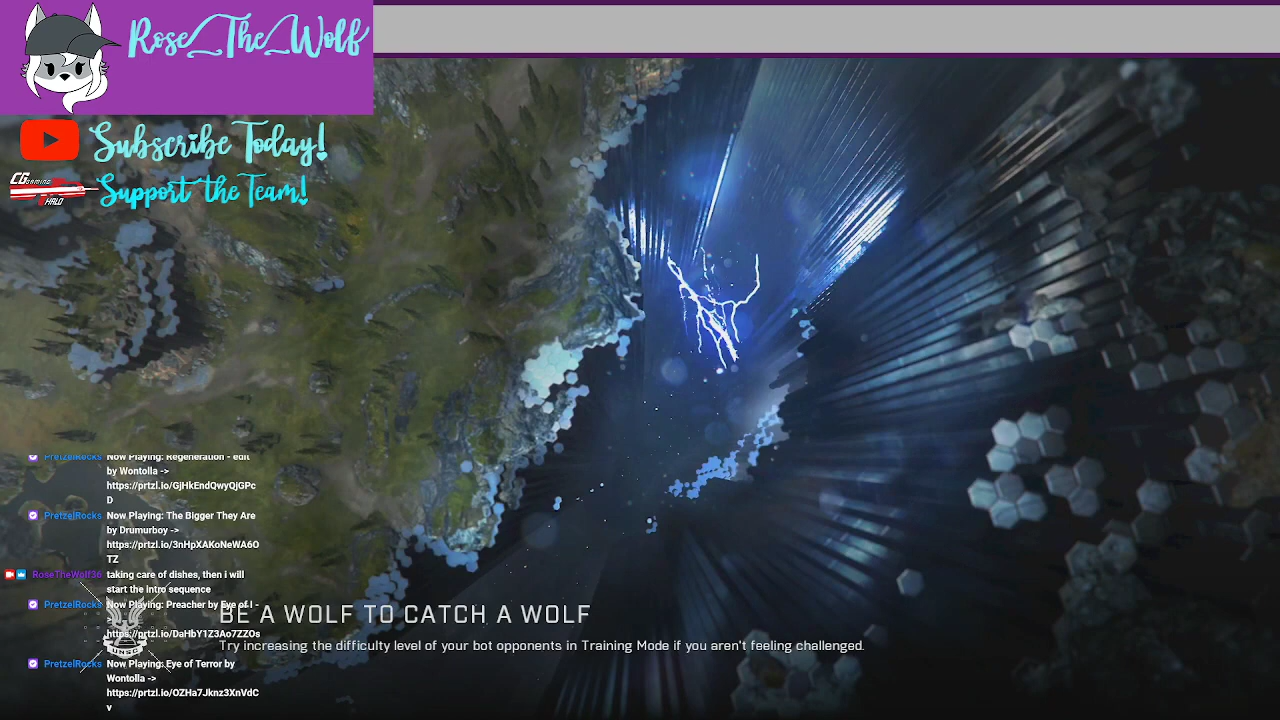 Rose_The_Wolf
Subscribe Today!
CGaming
HALO
Support the Team!
PretzelRocks Now Playing: Regeneration - edit
by Wontolla ->
https://prtzl.io/GjHkEndQwyQjGPc
D
PretzelRocks Now Playing: The Bigger They Are
by Drumurboy ->
https://prtzl.io/3nHpXAKoNeWA6O
TZ
RoseTheWolf36 taking care of dishes, then i will
start the intro sequence
PretzelRocks Now Playing: Preacher by Eye of I -
>
https://prtzl.io/DaHbY1Z3Ao7ZZOs
PretzelRocks Now Playing: Eye of Terror by
Wontolla ->
https://prtzl.io/OZHa7Jknz3XnVdC
v
UNSC
BE A WOLF TO CATCH A WOLF
Try increasing the difficulty level of your bot opponents in Training Mode if you aren't feeling challenged.